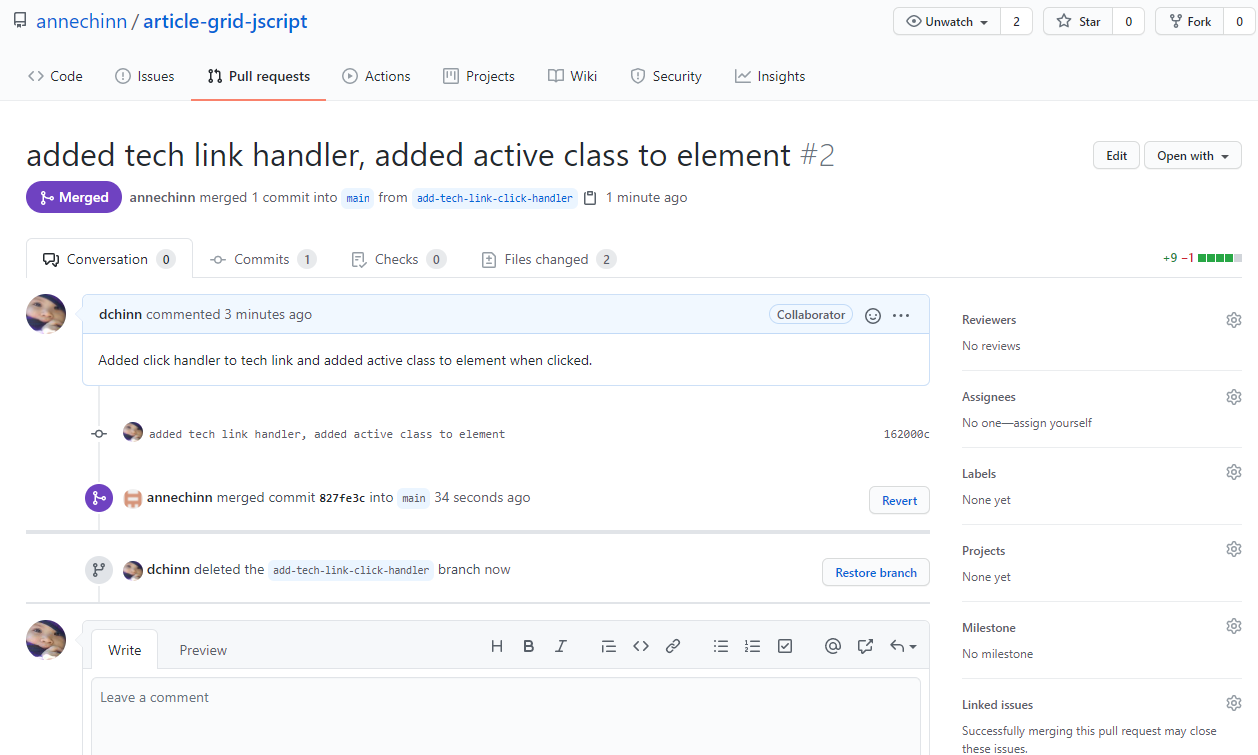 annechinn / article-grid-jscript
Unwatch 2 Star 0 Fork 0
Code Issues Pull requests Actions Projects Wiki Security Insights
added tech link handler, added active class to element #2
Edit Open with
Merged annechinn merged 1 commit into main from add-tech-link-click-handler 1 minute ago
Conversation 0 Commits 1 Checks 0 Files changed 2
+9 −1
dchinn commented 3 minutes ago
Collaborator
Added click handler to tech link and added active class to element when clicked.
added tech link handler, added active class to element 162000c
annechinn merged commit 827fe3c into main 34 seconds ago
Revert
dchinn deleted the add-tech-link-click-handler branch now
Restore branch
Write Preview
Leave a comment
Reviewers
No reviews
Assignees
No one—assign yourself
Labels
None yet
Projects
None yet
Milestone
No milestone
Linked issues
Successfully merging this pull request may close
these issues.